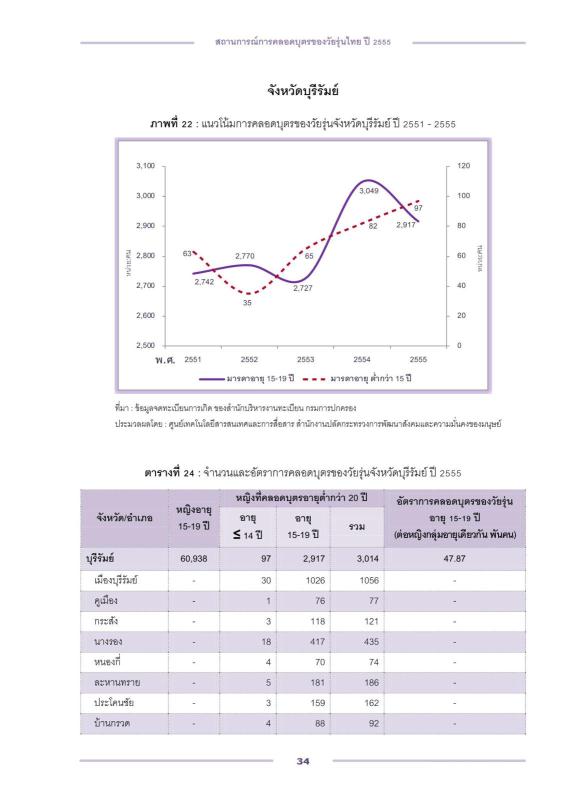 สถานการณ์การคลอดบุตรของวัยรุ่นไทย ปี 2555
จังหวัดบุรีรัมย์
ภาพที่ 22 : แนวโน้มการคลอดบุตรของวัยรุ่นจังหวัดบุรีรัมย์ ปี 2551 - 2555
3,100 120
3,000 100
2,900 80
2,800 60
2,700 40
2,600 20
2,500 0
หน่วย:คน
หน่วย:คน
63 2,770 65 3,049 97
2,742 35 2,727 82 2,917
พ.ศ. 2551 2552 2553 2554 2555
มารดาอายุ 15-19 ปี มารดาอายุ ต่ำกว่า 15 ปี
ที่มา : ข้อมูลจดทะเบียนการเกิด ของสำนักบริหารงานทะเบียน กรมการปกครอง
ประมวลผลโดย : ศูนย์เทคโนโลยีสารสนเทศและการสื่อสาร สำนักงานปลัดกระทรวงการพัฒนาสังคมและความมั่นคงของมนุษย์
ตารางที่ 24 : จำนวนและอัตราการคลอดบุตรของวัยรุ่นจังหวัดบุรีรัมย์ ปี 2555
จังหวัด/อำเภอ
หญิงอายุ
15-19 ปี
หญิงที่คลอดบุตรอายุต่ำกว่า 20 ปี
อายุ
≤ 14 ปี
อายุ
15-19 ปี
รวม
อัตราการคลอดบุตรของวัยรุ่น
อายุ 15-19 ปี
(ต่อหญิงกลุ่มอายุเดียวกัน พันคน)
บุรีรัมย์ 60,938 97 2,917 3,014 47.87
เมืองบุรีรัมย์ - 30 1026 1056 -
คูเมือง - 1 76 77 -
กระสัง - 3 118 121 -
นางรอง - 18 417 435 -
หนองกี่ - 4 70 74 -
ละหานทราย - 5 181 186 -
ประโคนชัย - 3 159 162 -
บ้านกรวด - 4 88 92 -
34